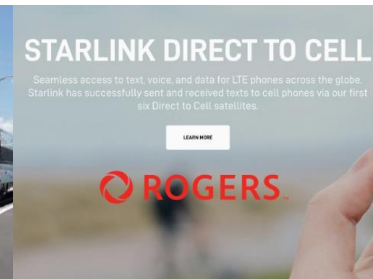 STARLINK DIRECT TO CELL
Seamless access to text, voice, and data for LTE phones across the globe.
Starlink has successfully sent and received texts to cell phones via our first
six Direct to Cell satellites.
LEARN MORE
ROGERS